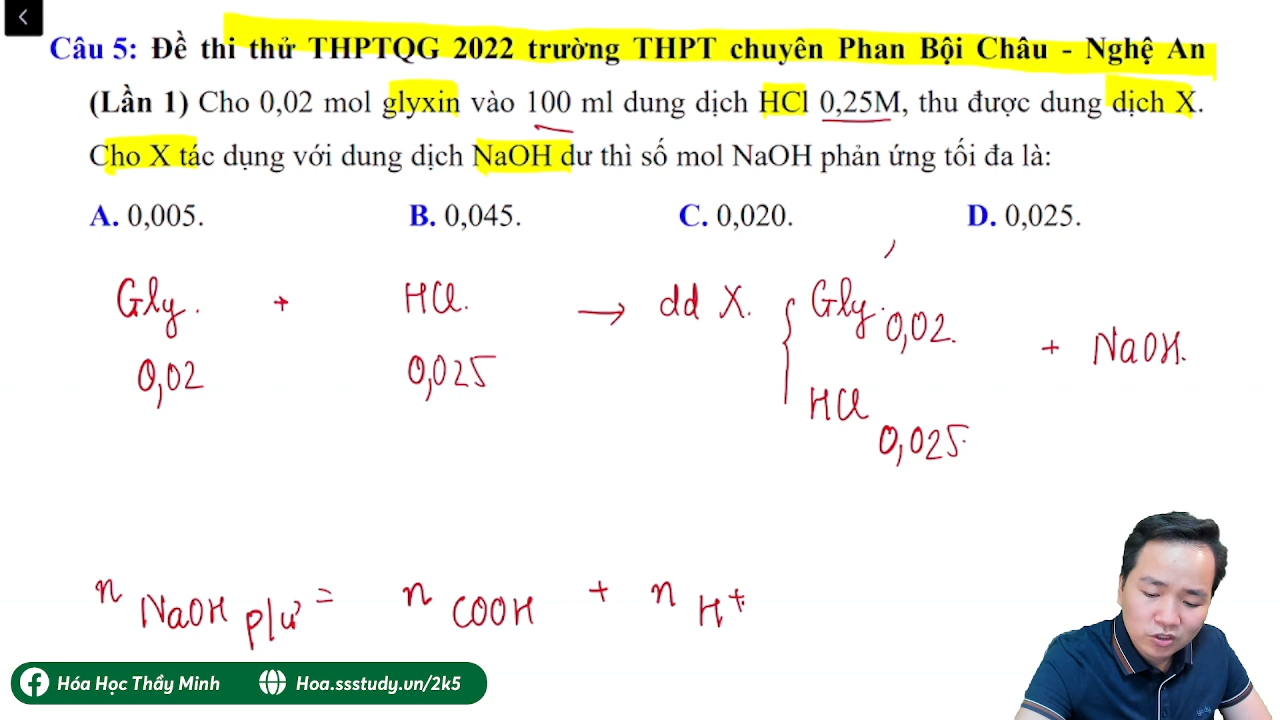 Câu 5: Đề thi thử THPTQG 2022 trường THPT chuyên Phan Bội Châu - Nghệ An
(Lần 1) Cho 0,02 mol glyxin vào 100 ml dung dịch HCl 0,25M, thu được dung dịch X.
Cho X tác dụng với dung dịch NaOH dư thì số mol NaOH phản ứng tối đa là:
A. 0,005. B. 0,045. C. 0,020. D. 0,025.
Gly. + HCl. → dd X. { Gly. 0,02. + NaOH.
0,02 0,025 HCl 0,025
n NaOH p/ư = n COOH + n H+
Hóa Học Thầy Minh Hoa.ssstudy.vn/2k5